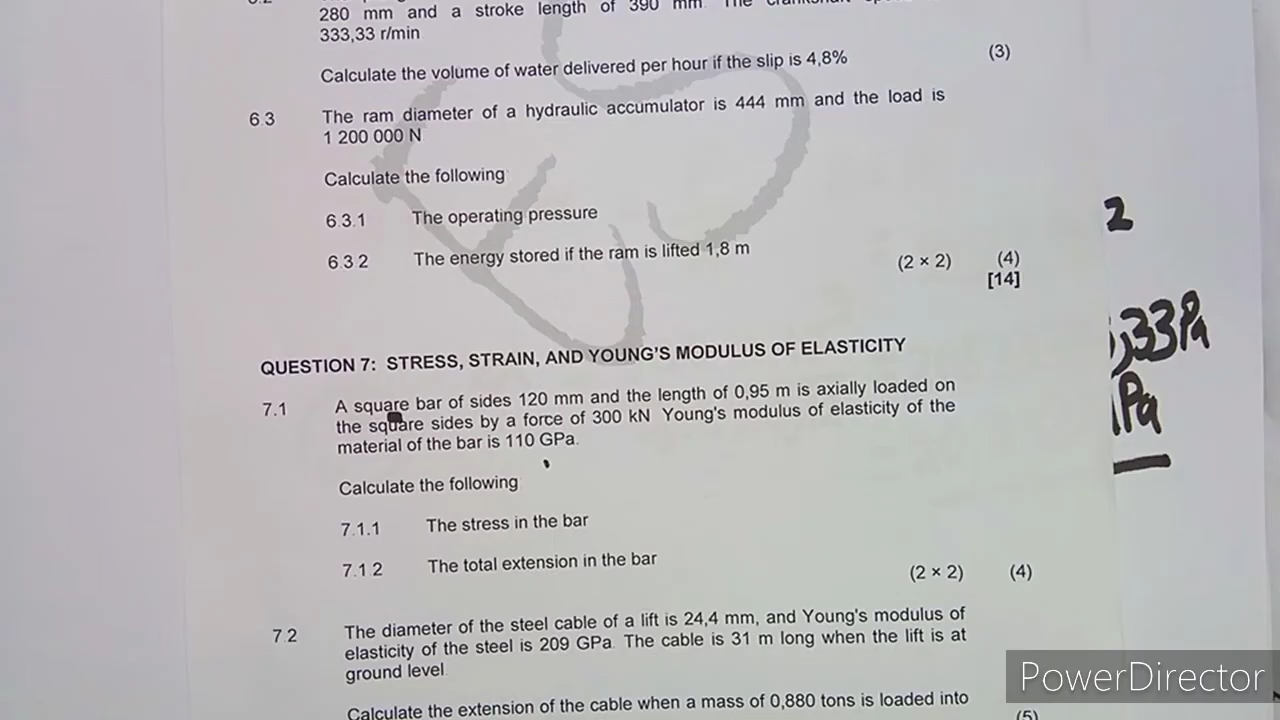 280 mm and a stroke length of 390 mm The
333,33 r/min
Calculate the volume of water delivered per hour if the slip is 4,8% (3)
6.3 The ram diameter of a hydraulic accumulator is 444 mm and the load is
1 200 000 N
Calculate the following
6.3.1 The operating pressure
6.3.2 The energy stored if the ram is lifted 1,8 m (2 × 2) (4)
[14]
2
,33Pa
Pa
QUESTION 7: STRESS, STRAIN, AND YOUNG'S MODULUS OF ELASTICITY
7.1 A square bar of sides 120 mm and the length of 0,95 m is axially loaded on
the square sides by a force of 300 kN Young's modulus of elasticity of the
material of the bar is 110 GPa.
Calculate the following
7.1.1 The stress in the bar
7.1.2 The total extension in the bar (2 × 2) (4)
7.2 The diameter of the steel cable of a lift is 24,4 mm, and Young's modulus of
elasticity of the steel is 209 GPa. The cable is 31 m long when the lift is at
ground level.
Calculate the extension of the cable when a mass of 0,880 tons is loaded into
(5)
PowerDirector